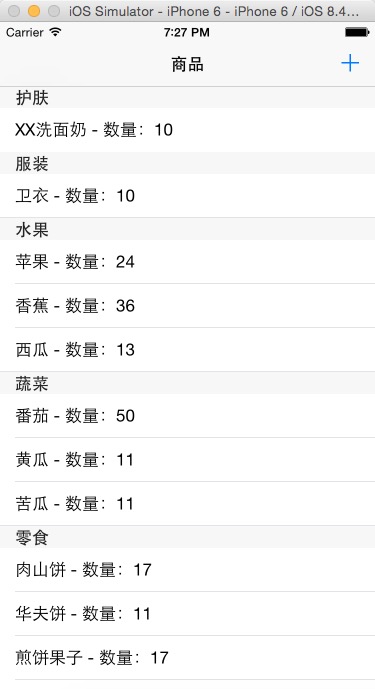 iOS Simulator - iPhone 6 - iPhone 6 / iOS 8.4...
Carrier 7:27 PM
商品
护肤
XX洗面奶 - 数量：10
服装
卫衣 - 数量：10
水果
苹果 - 数量：24
香蕉 - 数量：36
西瓜 - 数量：13
蔬菜
番茄 - 数量：50
黄瓜 - 数量：11
苦瓜 - 数量：11
零食
肉山饼 - 数量：17
华夫饼 - 数量：11
煎饼果子 - 数量：17